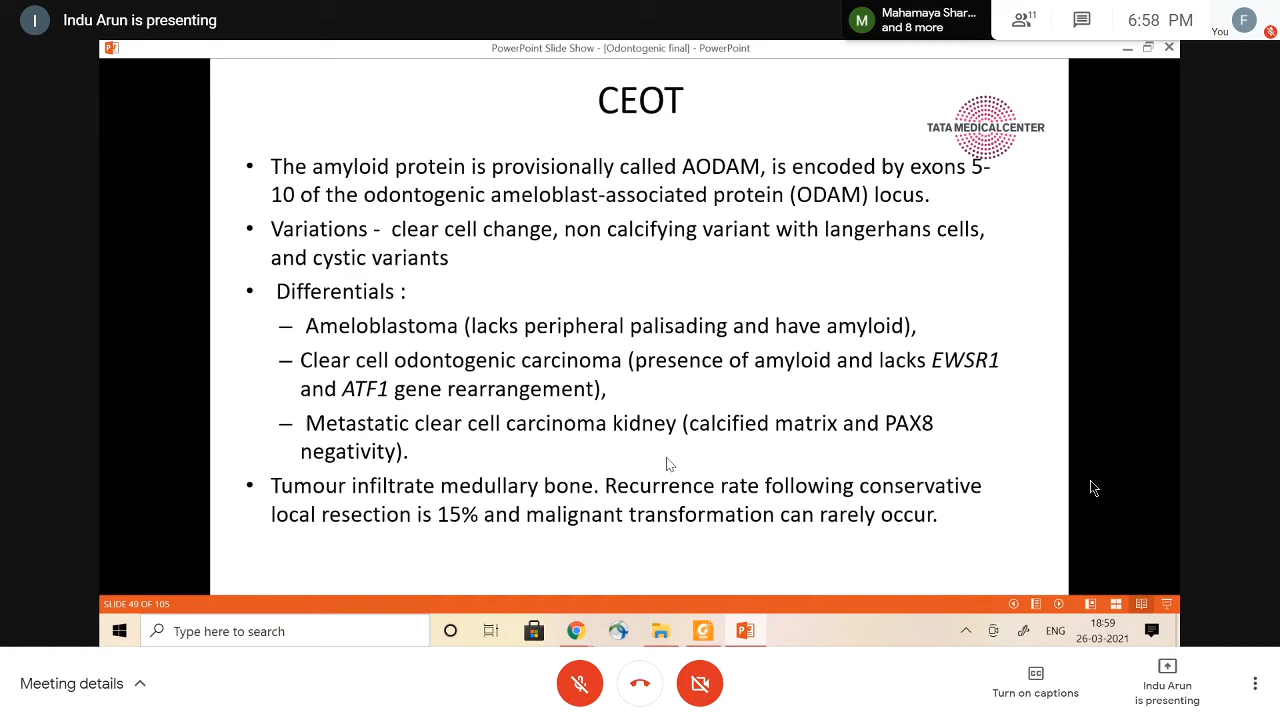 I Indu Arun is presenting
M Mahamaya Shar...
and 8 more
11
6:58 PM
You
F
PowerPoint Slide Show - [Odontogenic final] - PowerPoint
CEOT
TATA MEDICAL CENTER
• The amyloid protein is provisionally called AODAM, is encoded by exons 5-
10 of the odontogenic ameloblast-associated protein (ODAM) locus.
• Variations - clear cell change, non calcifying variant with langerhans cells,
and cystic variants
• Differentials :
– Ameloblastoma (lacks peripheral palisading and have amyloid),
– Clear cell odontogenic carcinoma (presence of amyloid and lacks EWSR1
and ATF1 gene rearrangement),
– Metastatic clear cell carcinoma kidney (calcified matrix and PAX8
negativity).
• Tumour infiltrate medullary bone. Recurrence rate following conservative
local resection is 15% and malignant transformation can rarely occur.
SLIDE 49 OF 105
Type here to search
ENG
18:59
26-03-2021
Meeting details
Turn on captions
Indu Arun
is presenting